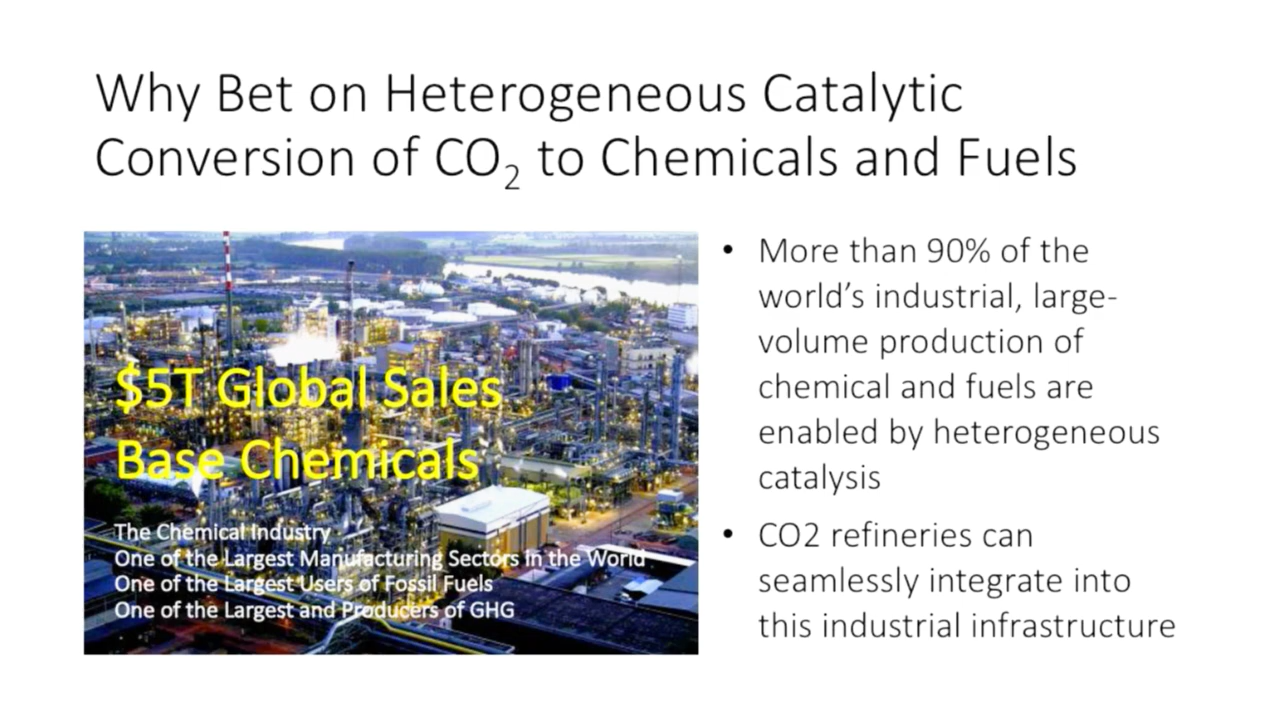 Why Bet on Heterogeneous Catalytic
Conversion of CO₂ to Chemicals and Fuels
$5T Global Sales
Base Chemicals
The Chemical Industry
One of the Largest Manufacturing Sectors in the World
One of the Largest Users of Fossil Fuels
One of the Largest and Producers of GHG
• More than 90% of the
world’s industrial, large-
volume production of
chemical and fuels are
enabled by heterogeneous
catalysis
• CO2 refineries can
seamlessly integrate into
this industrial infrastructure